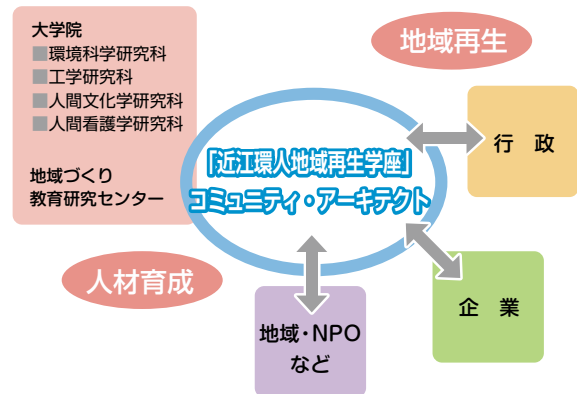 大学院
■環境科学研究科
■工学研究科
■人間文化学研究科
■人間看護学研究科
地域づくり
教育研究センター
地域再生
「近江環人地域再生学座」
コミュニティ・アーキテクト
行 政
人材育成
企 業
地域・NPO
など